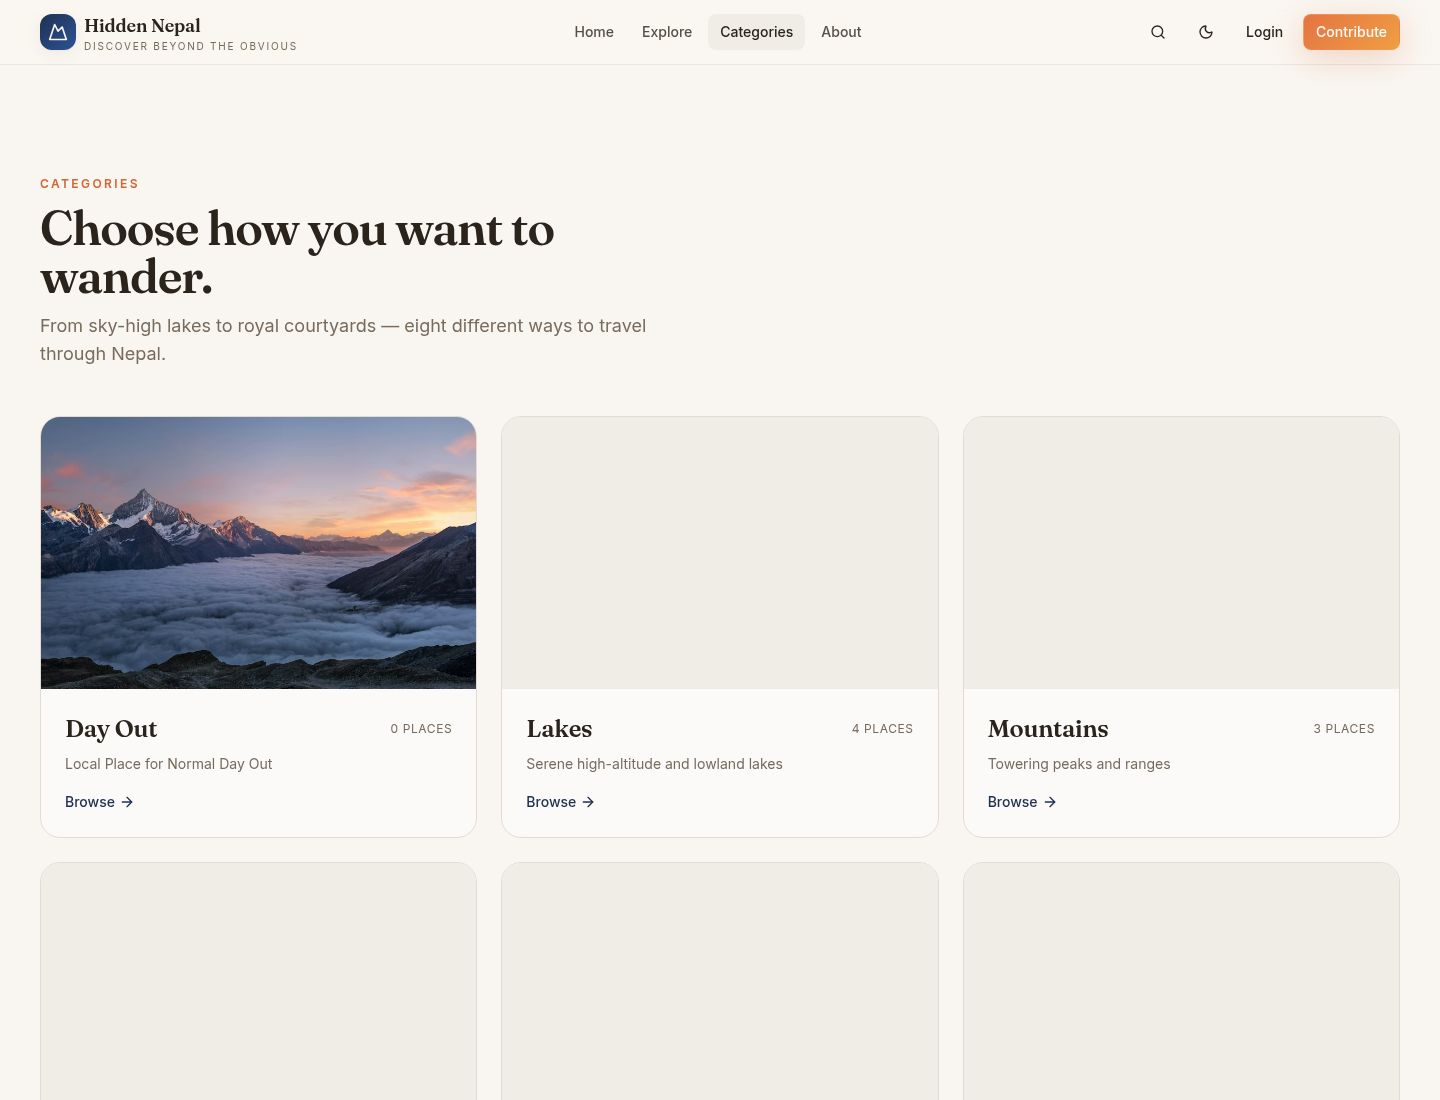 Hidden Nepal
DISCOVER BEYOND THE OBVIOUS
Home
Explore
Categories
About
Login
Contribute
CATEGORIES
Choose how you want to
wander.
From sky-high lakes to royal courtyards — eight different ways to travel
through Nepal.
Day Out
0 PLACES
Local Place for Normal Day Out
Browse →
Lakes
4 PLACES
Serene high-altitude and lowland lakes
Browse →
Mountains
3 PLACES
Towering peaks and ranges
Browse →